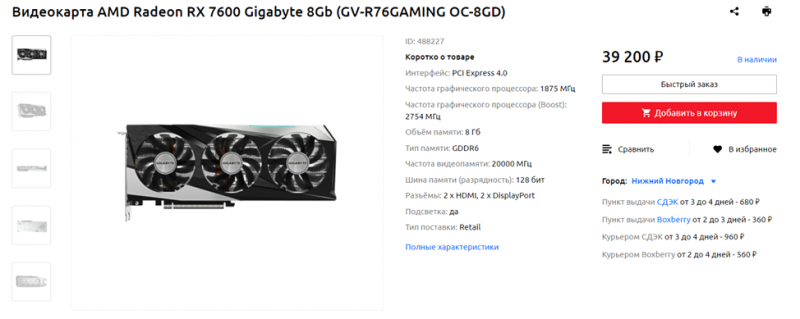 Видеокарта AMD Radeon RX 7600 Gigabyte 8Gb (GV-R76GAMING OC-8GD)
ID: 488227
Коротко о товаре
Интерфейс: PCI Express 4.0
Частота графического процессора: 1875 МГц
Частота графического процессора (Boost):
2754 МГц
Объём памяти: 8 Гб
Тип памяти: GDDR6
Частота видеопамяти: 20000 МГц
Шина памяти (разрядность): 128 бит
Разъёмы: 2 x HDMI, 2 x DisplayPort
Подсветка: да
Тип поставки: Retail
Полные характеристики
39 200 ₽
В наличии
Быстрый заказ
Добавить в корзину
Сравнить
В избранное
Город: Нижний Новгород
Пункт выдачи СДЭК от 3 до 4 дней - 680 ₽
Пункт выдачи Boxberry от 2 до 3 дней - 360 ₽
Курьером СДЭК от 3 до 4 дней - 960 ₽
Курьером Boxberry от 2 до 4 дней - 560 ₽
GIGABYTE
GIGABYTE
GIGABYTE